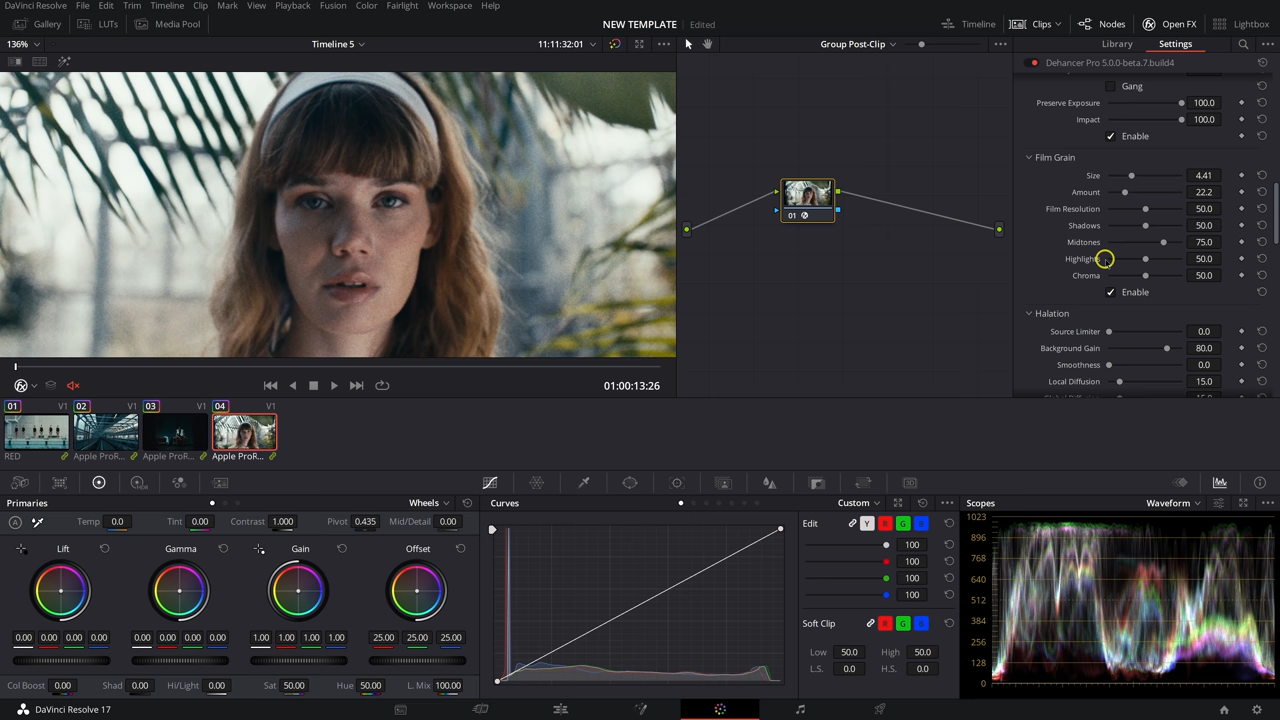 DaVinci Resolve File Edit Trim Timeline Clip Mark View Playback Fusion Color Fairlight Workspace Help
Gallery LUTs Media Pool NEW TEMPLATE Edited Timeline Clips Nodes Open FX Lightbox
136% Timeline 5 11:11:32:01 Group Post-Clip Library Settings
Dehancer Pro 5.0.0-beta.7.build4
Gang
Preserve Exposure 100.0
Impact 100.0
Enable
Film Grain
Size 4.41
Amount 22.2
Film Resolution 50.0
Shadows 50.0
Midtones 75.0
Highlights 50.0
Chroma 50.0
Enable
Halation
Source Limiter 0.0
Background Gain 80.0
Smoothness 0.0
Local Diffusion 15.0
01
01:00:13:26
01 V1 02 V1 03 V1 04 V1
RED Apple ProR... Apple ProR... Apple ProR...
Primaries Wheels
A Temp 0.0 Tint 0.00 Contrast 1.000 Pivot 0.435 Mid/Detail 0.00
Lift Gamma Gain Offset
0.00 0.00 0.00 0.00 0.00 0.00 0.00 0.00 1.00 1.00 1.00 1.00 25.00 25.00 25.00
Col Boost 0.00 Shad 0.00 Hi/Light 0.00 Sat 50.00 Hue 50.00 L. Mix 100.00
Curves Custom
Edit Y R G B
100
100
100
100
Soft Clip R G B
Low 50.0 High 50.0
L.S. 0.0 H.S. 0.0
Scopes Waveform
1023
896
768
640
512
384
256
128
0
DaVinci Resolve 17